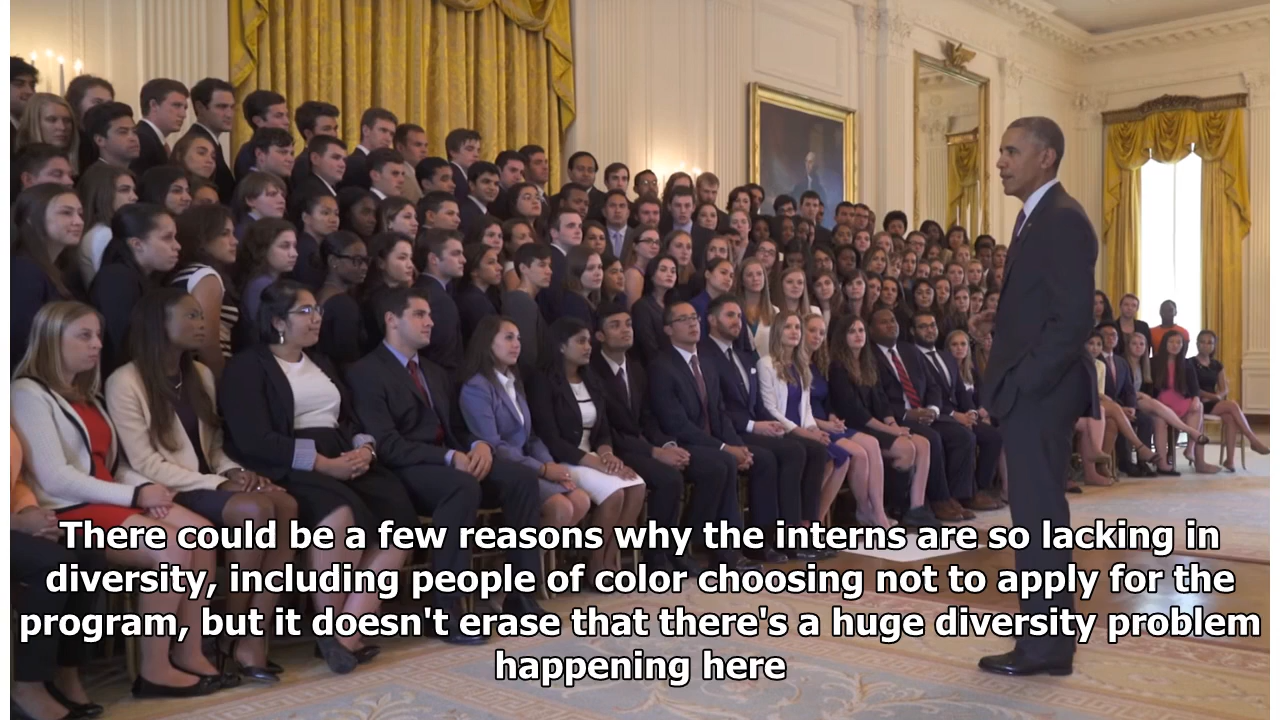 There could be a few reasons why the interns are so lacking in
diversity, including people of color choosing not to apply for the
program, but it doesn't erase that there's a huge diversity problem
happening here